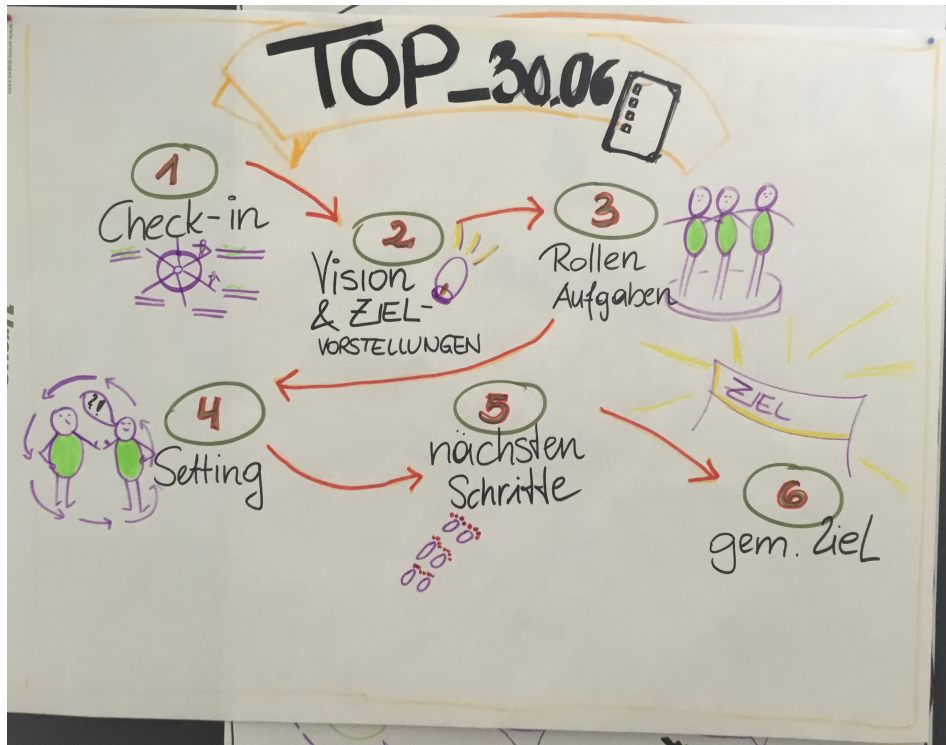 TOP_30.06
1
Check-in
2
Vision
& ZIEL-
VORSTELLUNGEN
3
Rollen
Aufgaben
4
Setting
5
nächsten
Schritte
ZIEL
6
gem. Ziel